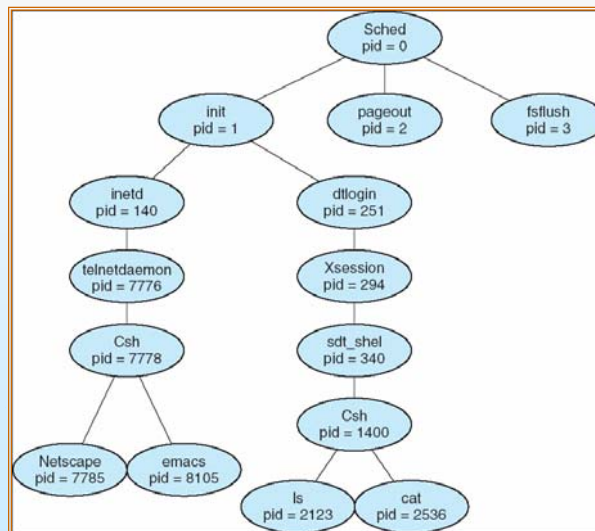 Sched
pid = 0
init
pid = 1
pageout
pid = 2
fsflush
pid = 3
inetd
pid = 140
dtlogin
pid = 251
telnetdaemon
pid = 7776
Xsession
pid = 294
Csh
pid = 7778
sdt_shel
pid = 340
Csh
pid = 1400
Netscape
pid = 7785
emacs
pid = 8105
ls
pid = 2123
cat
pid = 2536